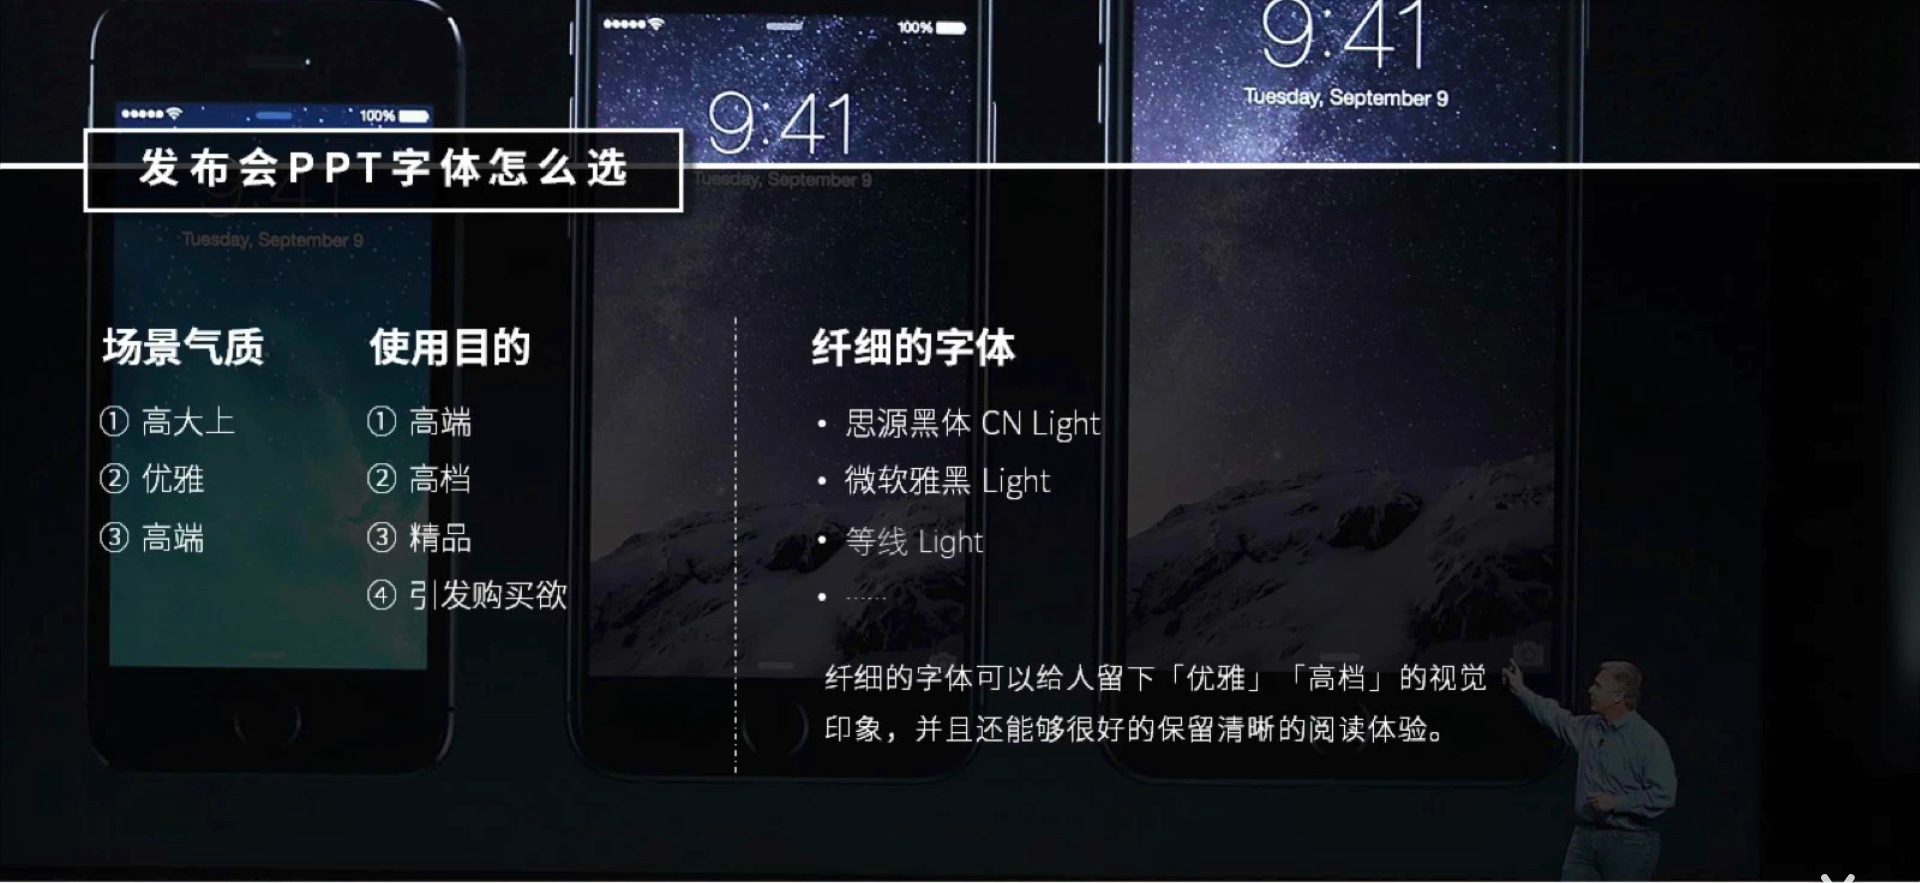 100%
100%
9:41
9:41
Tuesday, September 9
发布会PPT字体怎么选
Tuesday, September 9
9:41
Tuesday, September 9
场景气质
① 高大上
② 优雅
③ 高端
使用目的
① 高端
② 高档
③ 精品
④ 引发购买欲
纤细的字体
• 思源黑体 CN Light
• 微软雅黑 Light
• 等线 Light
• ······
纤细的字体可以给人留下「优雅」「高档」的视觉
印象，并且还能够很好的保留清晰的阅读体验。